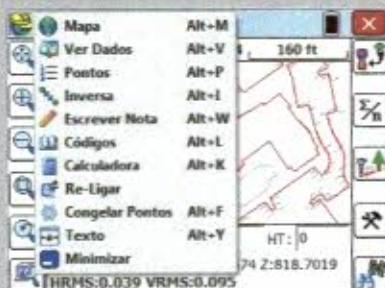 Mapa Alt+M
Ver Dados Alt+V
160 ft
Pontos Alt+P
Inversa Alt+I
Escrever Nota Alt+W
Códigos Alt+L
Calculadora Alt+K
Re-Ligar
Congelar Pontos Alt+F
Texto Alt+Y
HT: 0
Minimizar
74 Z:818.7019
HRMS:0.039 VRMS:0.095